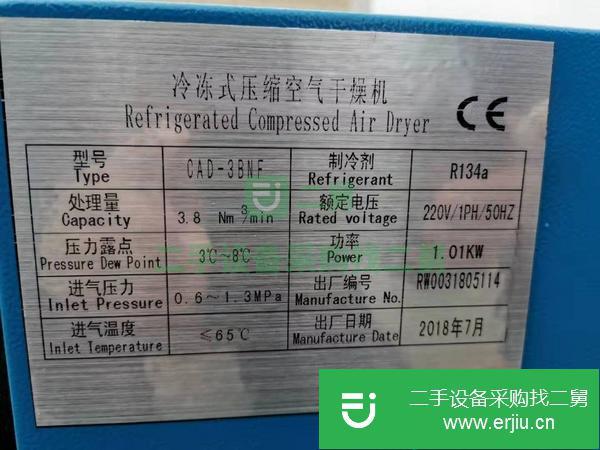 冷冻式压缩空气干燥机
Refrigerated Compressed Air Dryer
CE
型号 CAD-3BNF 制冷剂 R134a
Type Refrigerant
处理量 3.8 Nm³/min 额定电压 220V/1PH/50HZ
Capacity Rated voltage
压力露点 3℃~8℃ 功率 1.01KW
Pressure Dew Point Power
进气压力 0.6~1.3MPa 出厂编号 RW0031805114
Inlet Pressure Manufacture No.
进气温度 ≤65℃ 出厂日期 2018年7月
Inlet Temperature Manufacture Date
二手设备采购找二舅
www.erjiu.cn